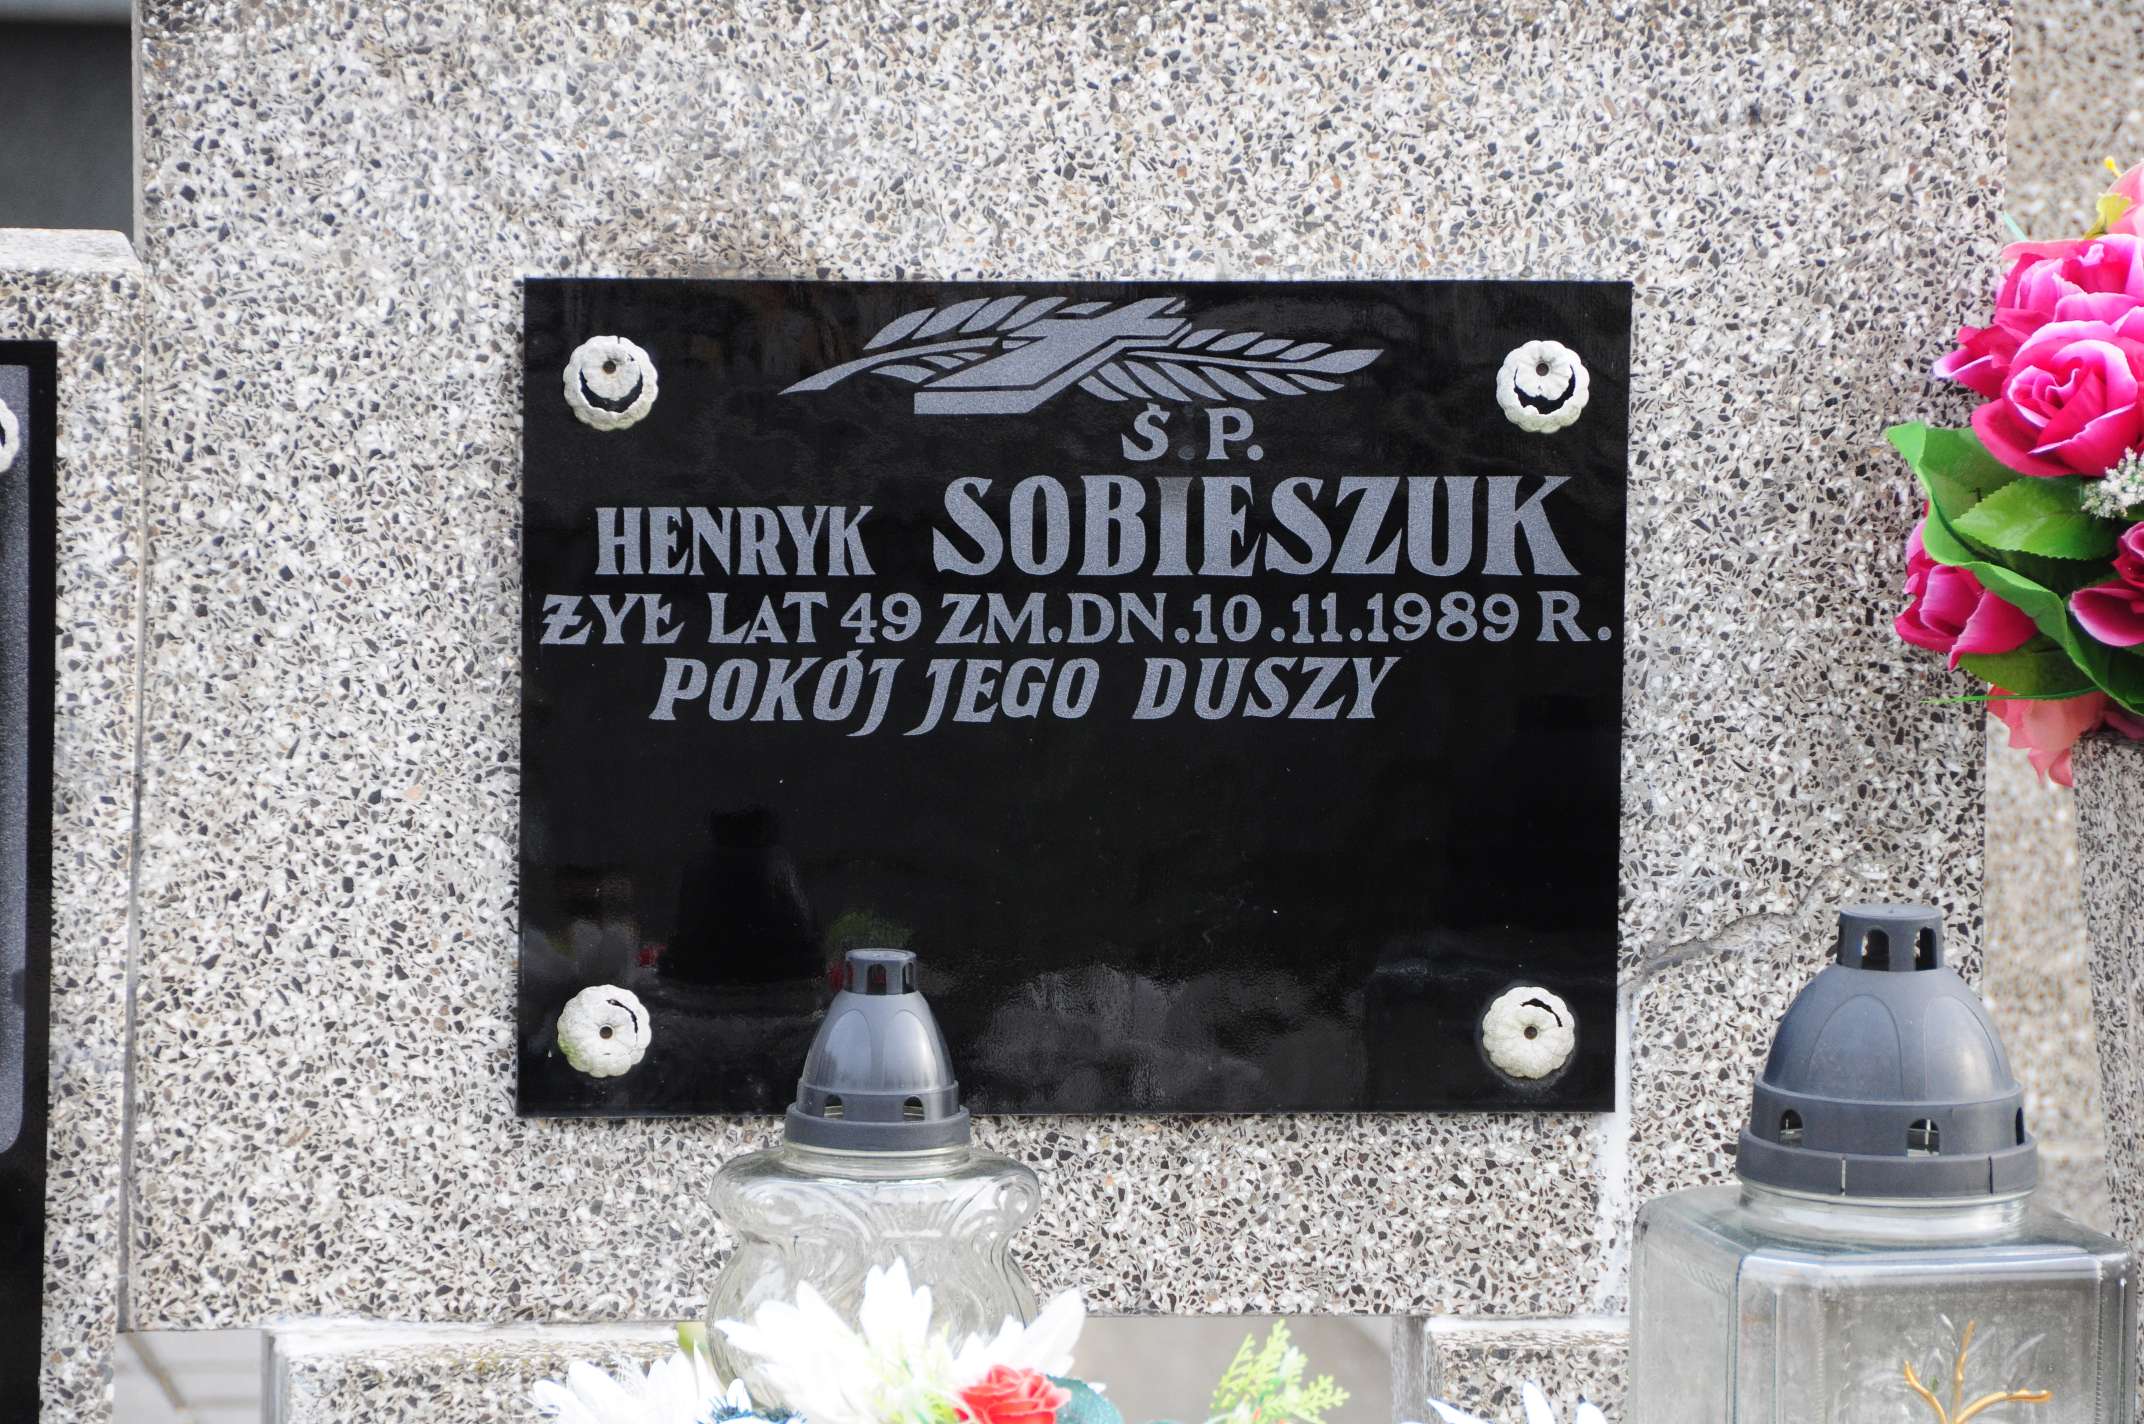 Ś.P.
HENRYK SOBIESZUK
ŻYŁ LAT 49 ZM.DN.10.11.1989 R.
POKÓJ JEGO DUSZY